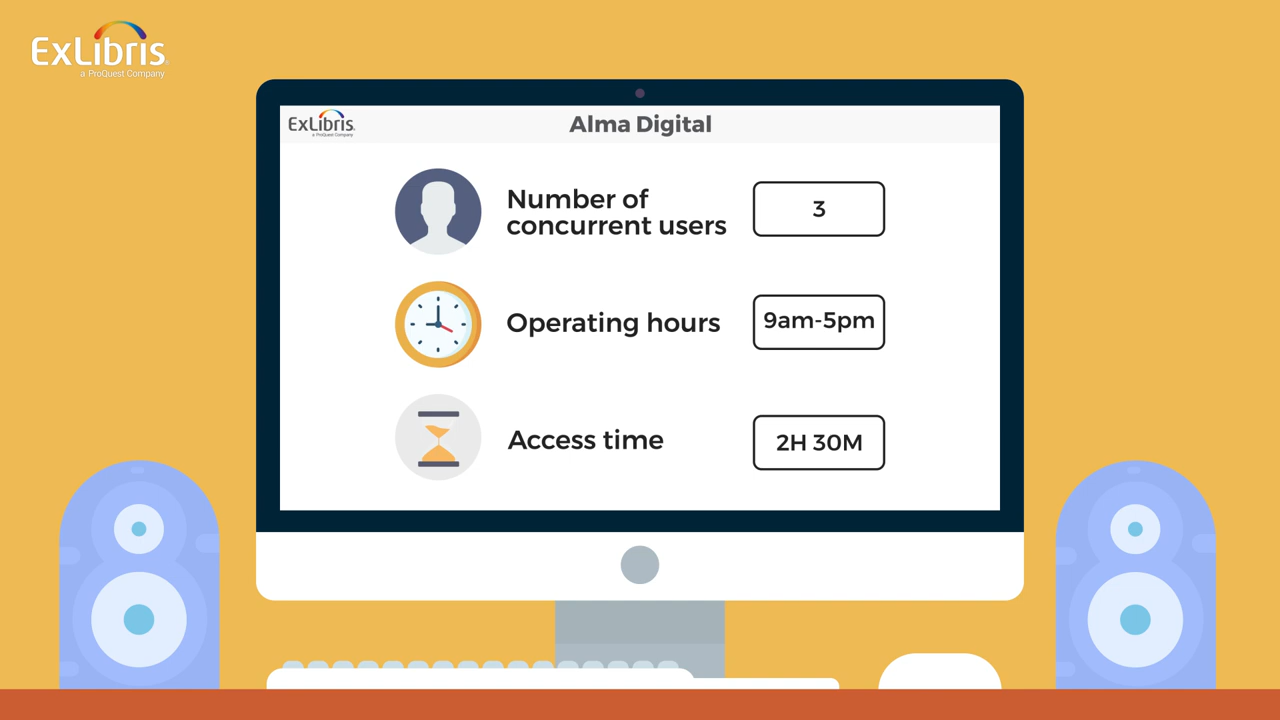 ExLibris
a ProQuest Company
ExLibris
a ProQuest Company
Alma Digital
Number of
concurrent users
3
Operating hours
9am-5pm
Access time
2H 30M